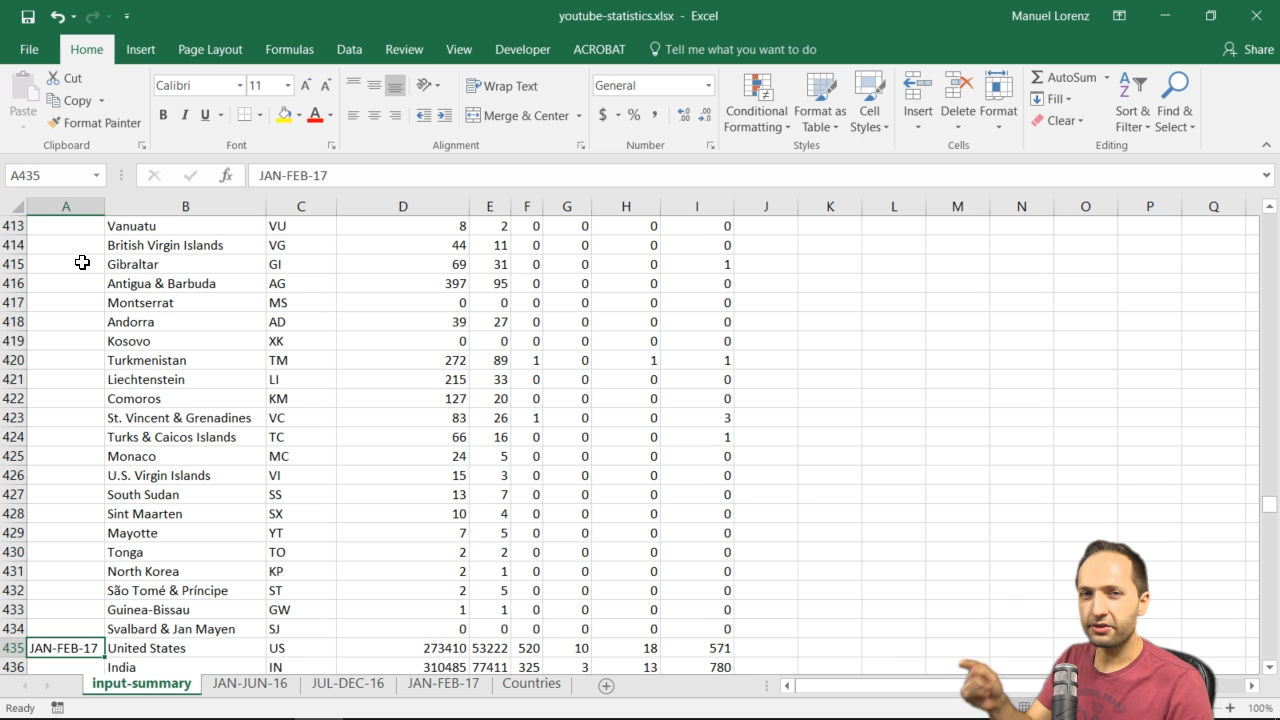 youtube-statistics.xlsx - Excel
Manuel Lorenz
File Home Insert Page Layout Formulas Data Review View Developer ACROBAT Tell me what you want to do Share
Paste
Cut
Copy
Format Painter
Clipboard
Calibri 11
B I U
Font
Wrap Text
Merge & Center
Alignment
General
$ % ,
Number
Conditional Formatting
Format as Table
Cell Styles
Styles
Insert Delete Format
Cells
AutoSum
Fill
Clear
Sort & Filter
Find & Select
Editing
A435 fx JAN-FEB-17
A B C D E F G H I J K L M N O P Q
413 Vanuatu VU 8 2 0 0 0 0
414 British Virgin Islands VG 44 11 0 0 0 0
415 Gibraltar GI 69 31 0 0 0 1
416 Antigua & Barbuda AG 397 95 0 0 0 0
417 Montserrat MS 0 0 0 0 0 0
418 Andorra AD 39 27 0 0 0 0
419 Kosovo XK 0 0 0 0 0 0
420 Turkmenistan TM 272 89 1 0 1 1
421 Liechtenstein LI 215 33 0 0 0 0
422 Comoros KM 127 20 0 0 0 0
423 St. Vincent & Grenadines VC 83 26 1 0 0 3
424 Turks & Caicos Islands TC 66 16 0 0 0 1
425 Monaco MC 24 5 0 0 0 0
426 U.S. Virgin Islands VI 15 3 0 0 0 0
427 South Sudan SS 13 7 0 0 0 0
428 Sint Maarten SX 10 4 0 0 0 0
429 Mayotte YT 7 5 0 0 0 0
430 Tonga TO 2 2 0 0 0 0
431 North Korea KP 2 1 0 0 0 0
432 São Tomé & Príncipe ST 2 5 0 0 0 0
433 Guinea-Bissau GW 1 1 0 0 0 0
434 Svalbard & Jan Mayen SJ 0 0 0 0 0 0
435 JAN-FEB-17 United States US 273410 53222 520 10 18 571
436 India IN 310485 77411 325 3 13 780
input-summary JAN-JUN-16 JUL-DEC-16 JAN-FEB-17 Countries
Ready 100%